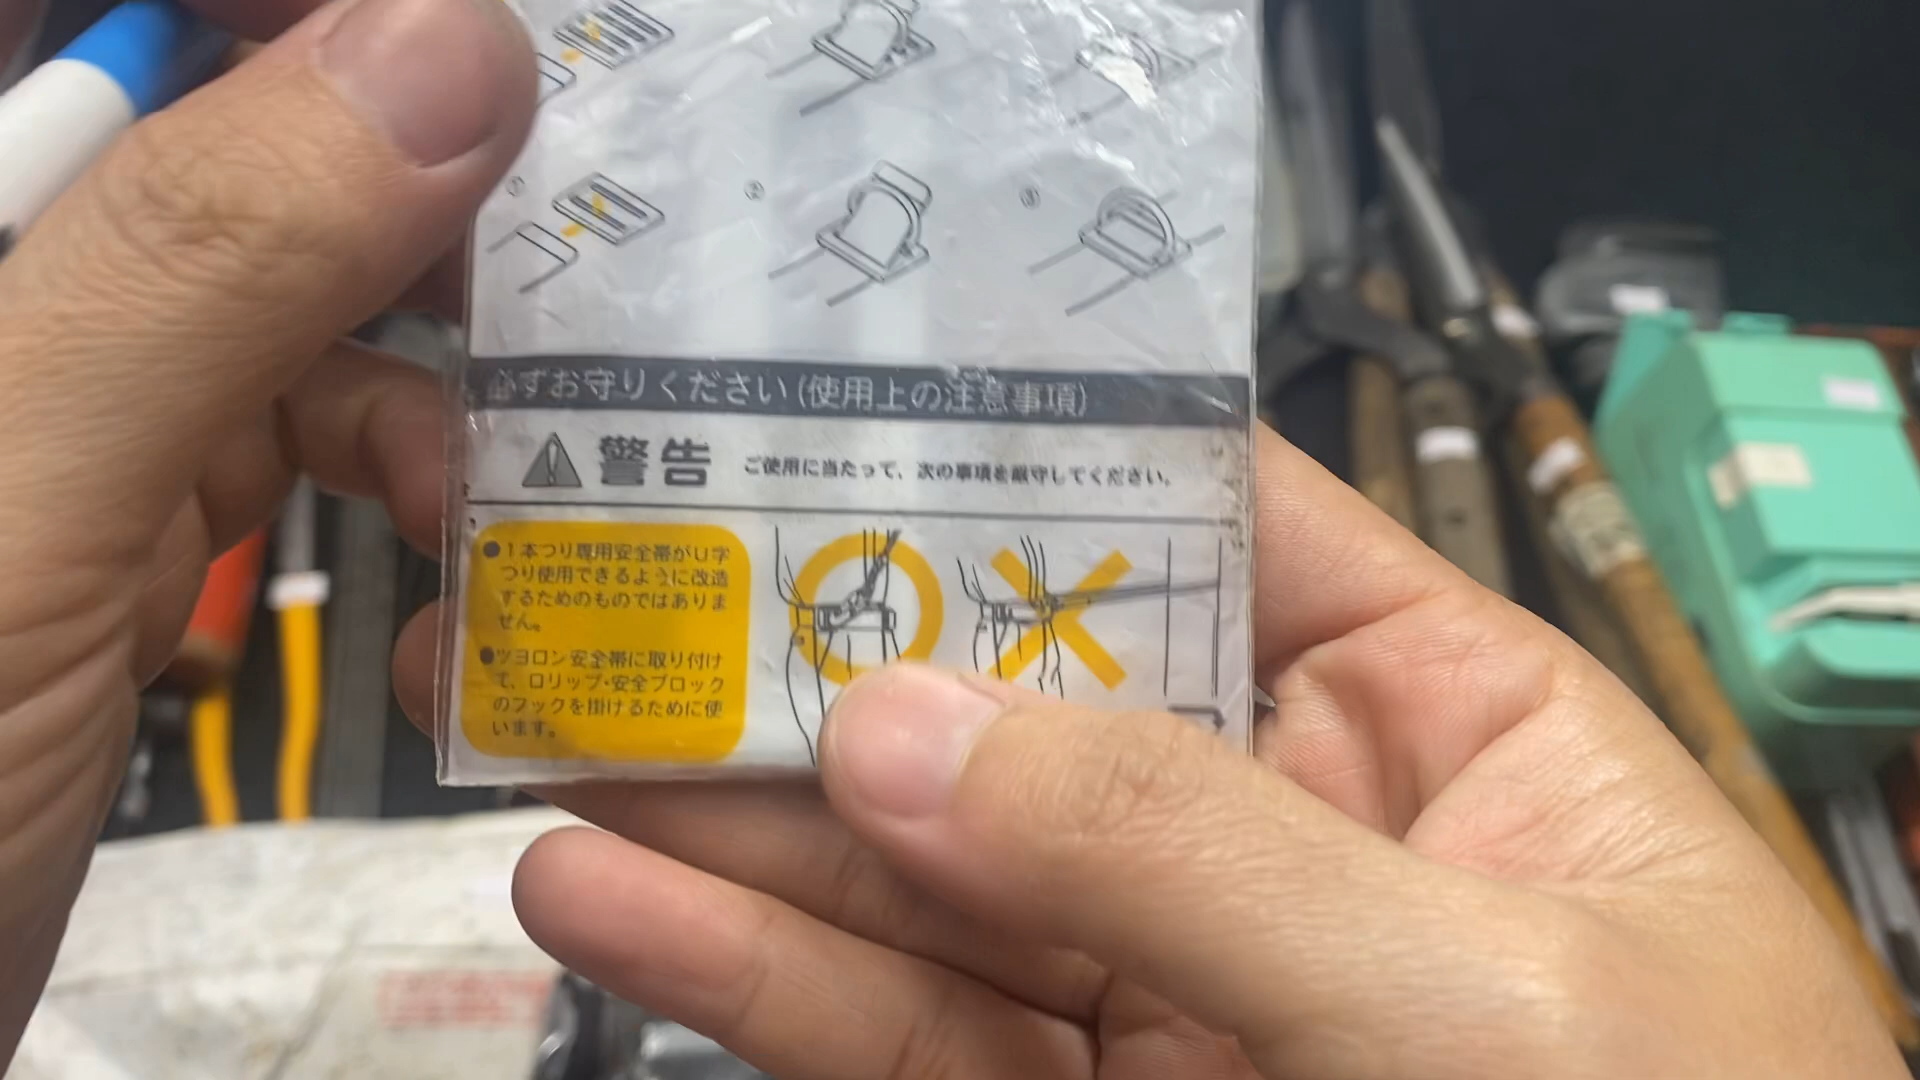 ① ② ③
必ずお守りください(使用上の注意事項)
警告 ご使用に当たって、次の事項を厳守してください。
●1本つり専用安全帯がU字
つり使用できるように改造
するためのものではありま
せん。
●ツヨロン安全帯に取り付け
て、ロリップ・安全ブロック
のフックを掛けるために使
います。